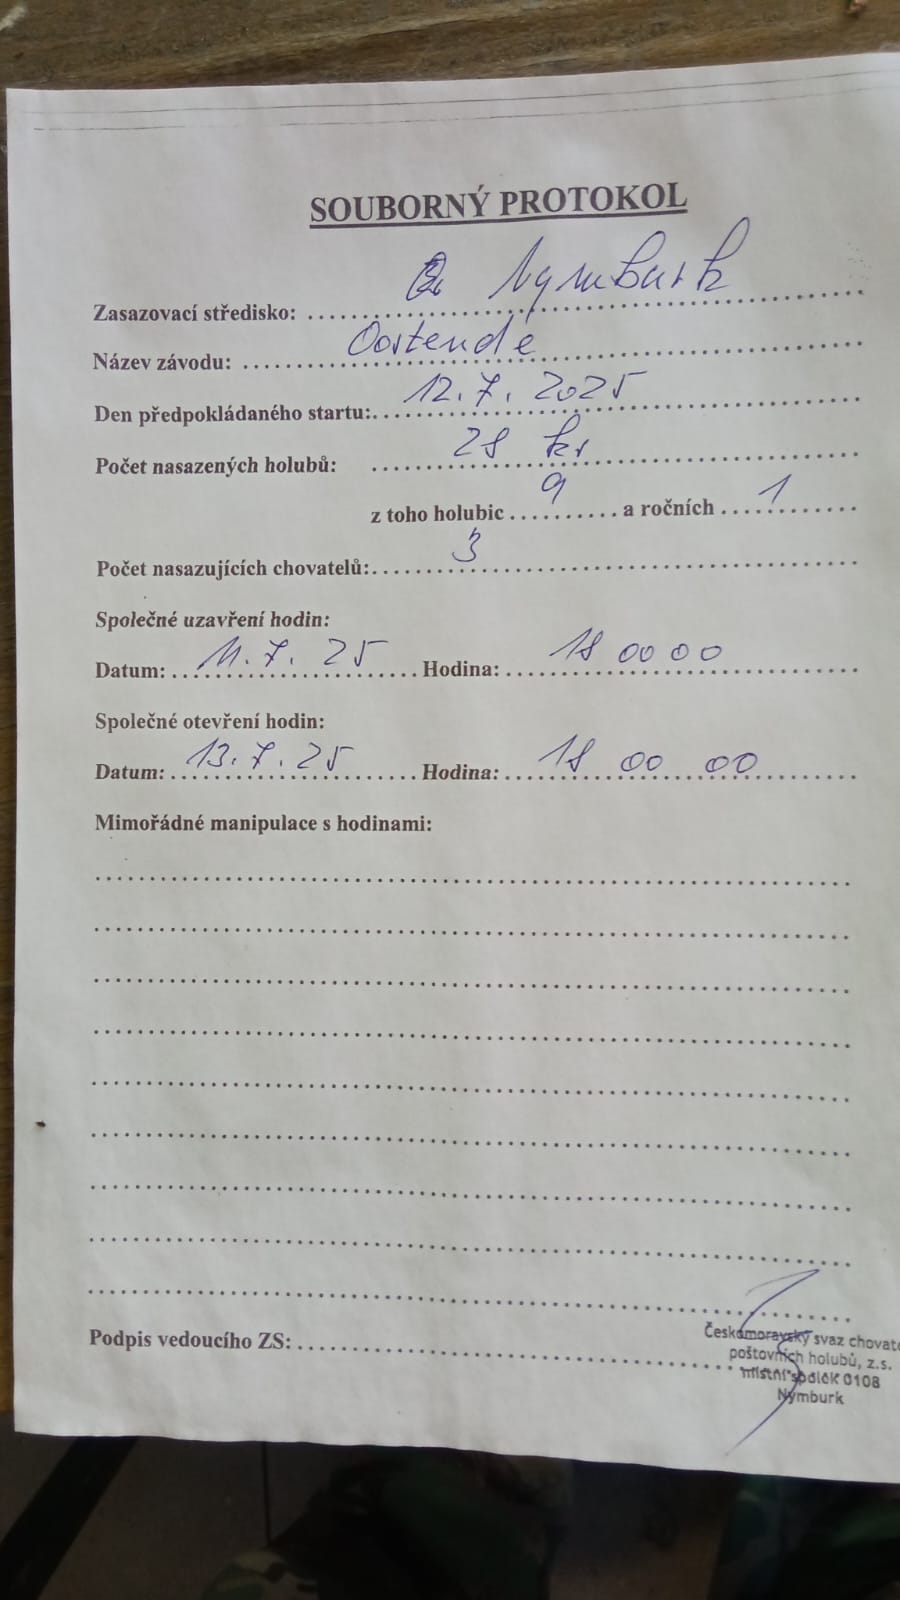 SOUBORNÝ PROTOKOL
Zasazovací středisko: Nymburk
Název závodu: Oostende
Den předpokládaného startu: 12.7.2025
Počet nasazených holubů: 28 ks
z toho holubic 9 a ročních 1
Počet nasazujících chovatelů: 3
Společné uzavření hodin:
Datum: 11.7.25 Hodina: 18 00 00
Společné otevření hodin:
Datum: 13.7.25 Hodina: 18 00 00
Mimořádné manipulace s hodinami:
Podpis vedoucího ZS:
Českomoravský svaz chovate
poštovních holubů, z.s.
místní spolek 0108
Nymburk